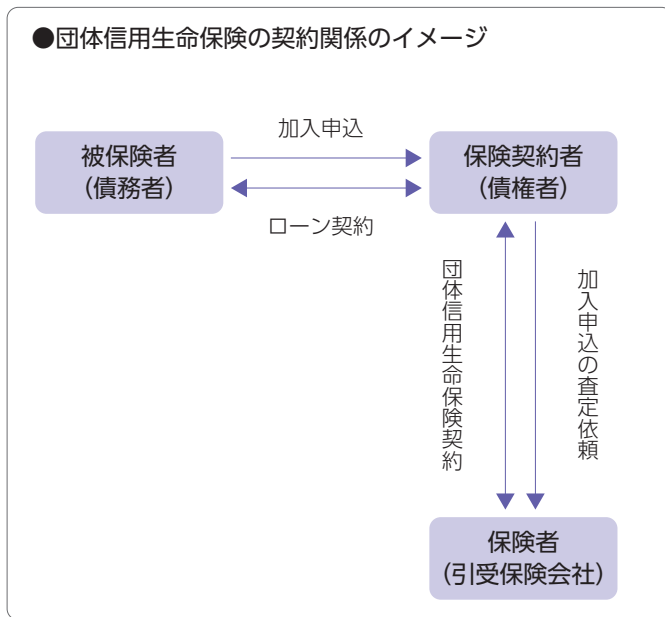 ●団体信用生命保険の契約関係のイメージ
加入申込
被保険者
（債務者）
保険契約者
（債権者）
ローン契約
団体信用生命保険契約
加入申込の査定依頼
保険者
（引受保険会社）